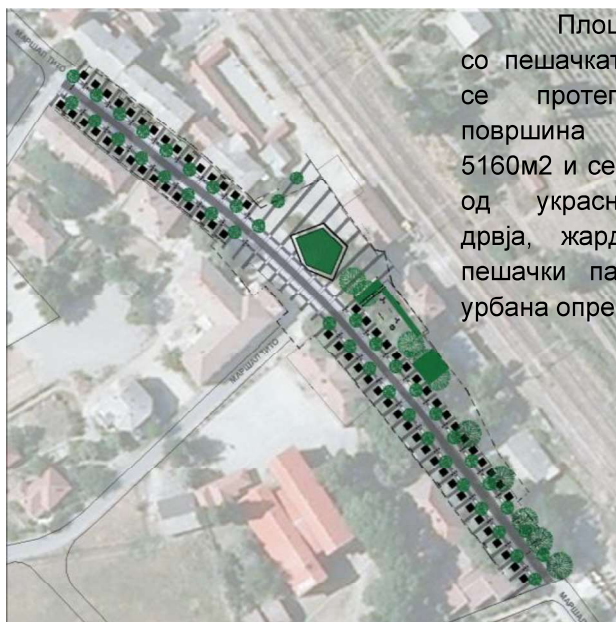 Плош
со пешачкат
се протег
површина
5160м2 и се
од украсн
дрвја, жард
пешачки па
урбана опре
МАРШАЛ ТИТО
МАРШАЛ ТИТО
МАРШАЛ